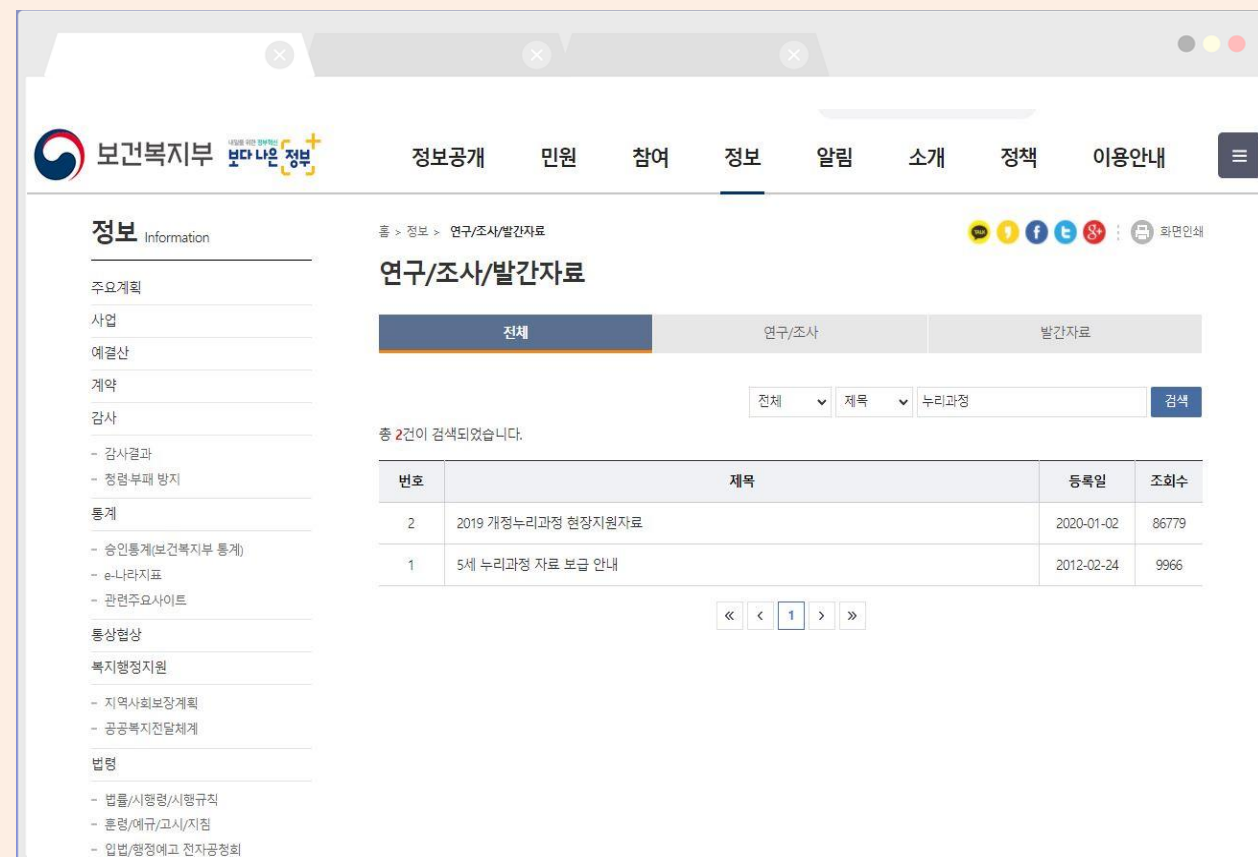 보건복지부 내일을 위한 정부혁신 보다 나은 정부
정보공개 민원 참여 정보 알림 소개 정책 이용안내
정보 Information
홈 > 정보 > 연구/조사/발간자료
TALK
화면인쇄
연구/조사/발간자료
주요계획
사업
예결산
계약
감사
- 감사결과
- 청렴·부패 방지
통계
- 승인통계(보건복지부 통계)
- e-나라지표
- 관련주요사이트
통상협상
복지행정지원
- 지역사회보장계획
- 공공복지전달체계
법령
- 법률/시행령/시행규칙
- 훈령/예규/고시/지침
- 입법/행정예고 전자공청회
전체 연구/조사 발간자료
전체 제목 누리과정 검색
총 2건이 검색되었습니다.
번호 제목 등록일 조회수
2 2019 개정누리과정 현장지원자료 2020-01-02 86779
1 5세 누리과정 자료 보급 안내 2012-02-24 9966
« < 1 > »